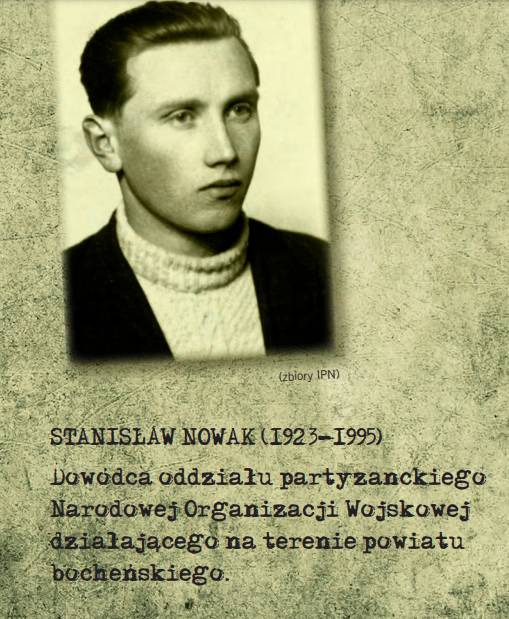 (zbiory IPN)
STANISŁAW NOWAK (1923–1995)
Dowódca oddziału partyzanckiego
Narodowej Organizacji Wojskowej
działającego na terenie powiatu
bocheńskiego.